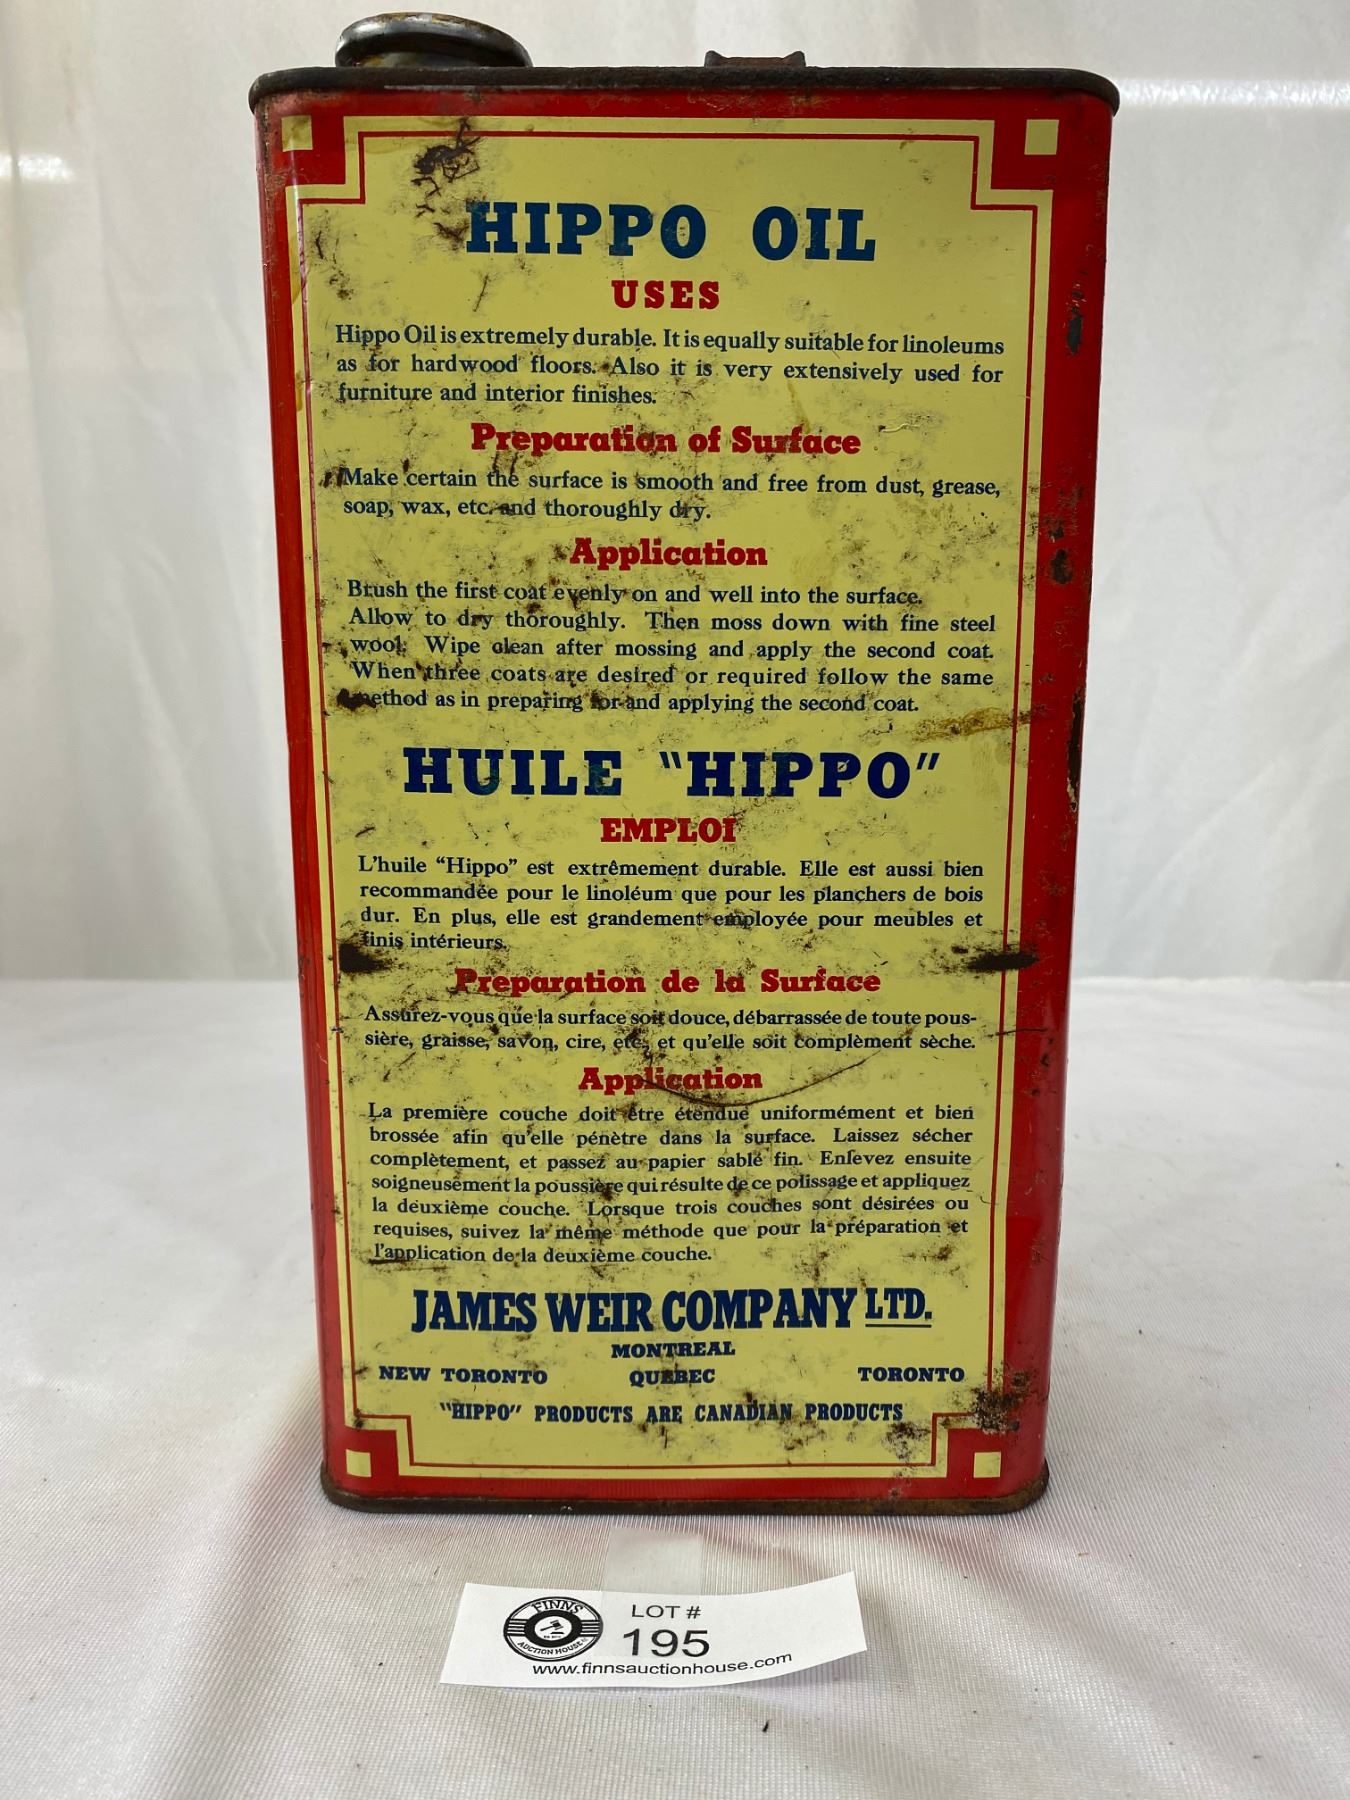 HIPPO OIL
USES
Hippo Oil is extremely durable. It is equally suitable for linoleums
as for hardwood floors. Also it is very extensively used for
furniture and interior finishes.
Preparation of Surface
Make certain the surface is smooth and free from dust, grease,
soap, wax, etc. and thoroughly dry.
Application
Brush the first coat evenly on and well into the surface.
Allow to dry thoroughly. Then moss down with fine steel
wool. Wipe clean after mossing and apply the second coat.
When three coats are desired or required follow the same
method as in preparing for and applying the second coat.
HUILE "HIPPO"
EMPLOI
L'huile "Hippo" est extrêmement durable. Elle est aussi bien
recommandée pour le linoléum que pour les planchers de bois
dur. En plus, elle est grandement employée pour meubles et
finis intérieurs.
Preparation de la Surface
Assurez-vous que la surface soit douce, débarrassée de toute pous-
sière, graisse, savon, cire, etc., et qu'elle soit complèment sèche.
Application
La première couche doit être étendue uniformément et bien
brossée afin qu'elle pénètre dans la surface. Laissez sécher
complètement, et passez au papier sablé fin. Enlevez ensuite
soigneusement la poussière qui résulte de ce polissage et appliquez
la deuxième couche. Lorsque trois couches sont désirées ou
requises, suivez la même méthode que pour la préparation et
l'application de la deuxième couche.
JAMES WEIR COMPANY LTD.
MONTREAL
NEW TORONTO QUEBEC TORONTO
"HIPPO" PRODUCTS ARE CANADIAN PRODUCTS
FINNS
AUCTION HOUSE
LOT #
195
www.finnsauctionhouse.com